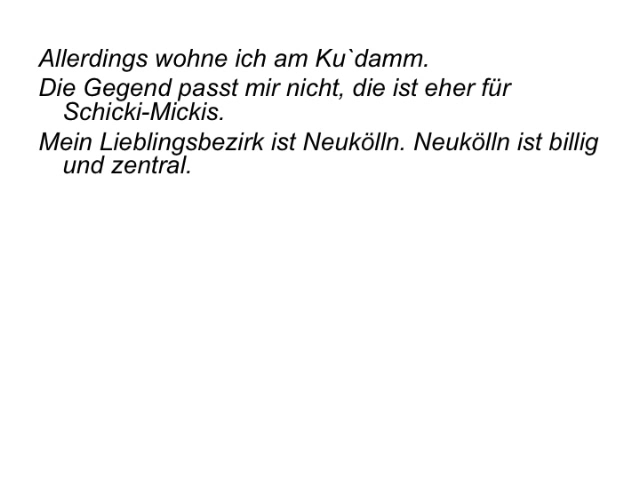 Allerdings wohne ich am Ku`damm.
Die Gegend passt mir nicht, die ist eher für
Schicki-Mickis.
Mein Lieblingsbezirk ist Neukölln. Neukölln ist billig
und zentral.